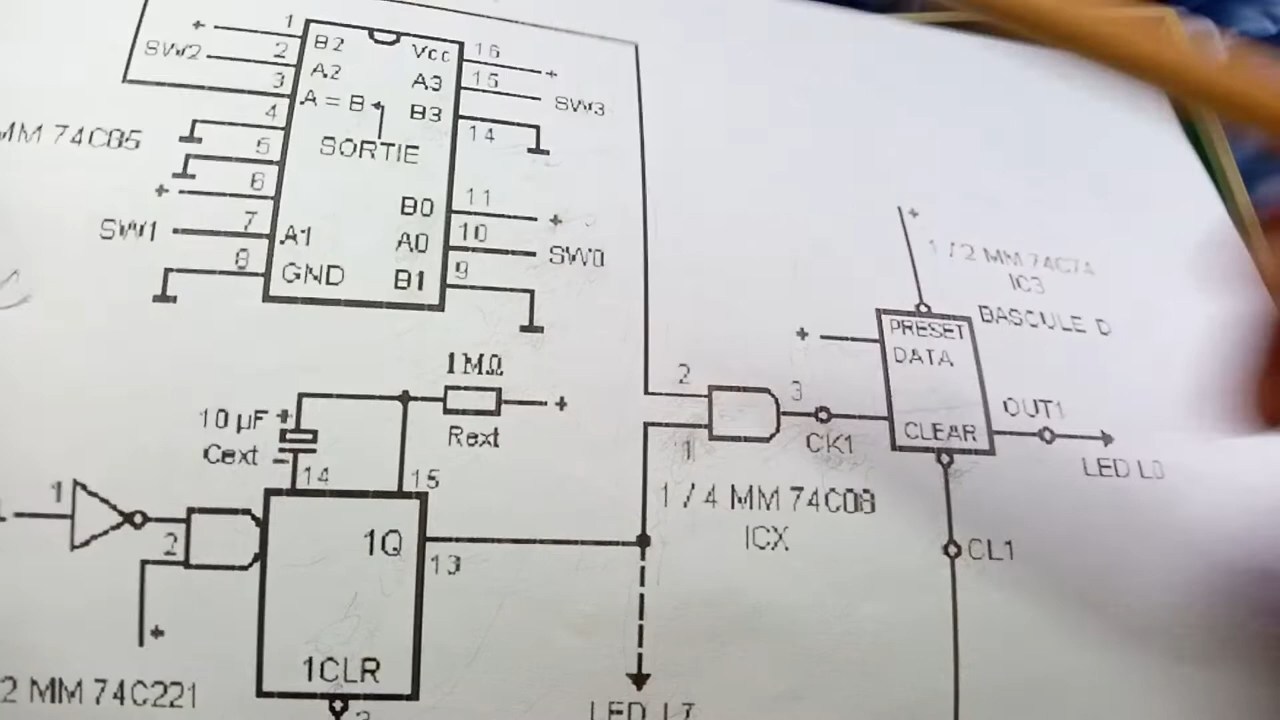 1
B2
Vcc
16
+
+
SW2
2
A2
A3
15
SW3
3
A = B
B3
14
4
MM 74C85
SORTIE
5
6
+
B0
11
+
SW1
7
A1
A0
10
SW0
8
GND
B1
9
+
1 / 2 MM 74C74
IC3
BASCULE D
PRESET
+
DATA
CLEAR
OUT1
LED L0
2
3
CK1
1
1 / 4 MM 74C08
ICX
CL1
1MΩ
+
Rext
10 µF +
Cext -
14
15
1
2
+
1Q
13
1CLR
3
2 MM 74C221
LED L7